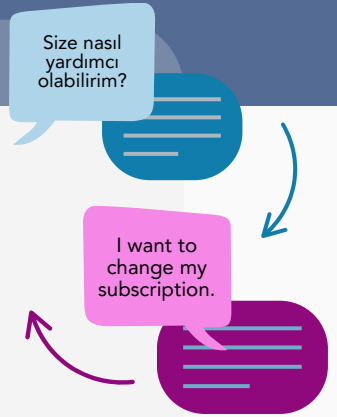 Size nasıl
yardımcı
olabilirim?
I want to
change my
subscription.